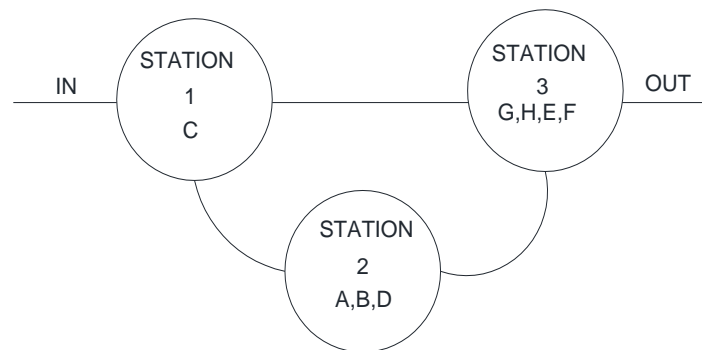 IN
STATION
1
C
STATION
3
G,H,E,F
OUT
STATION
2
A,B,D